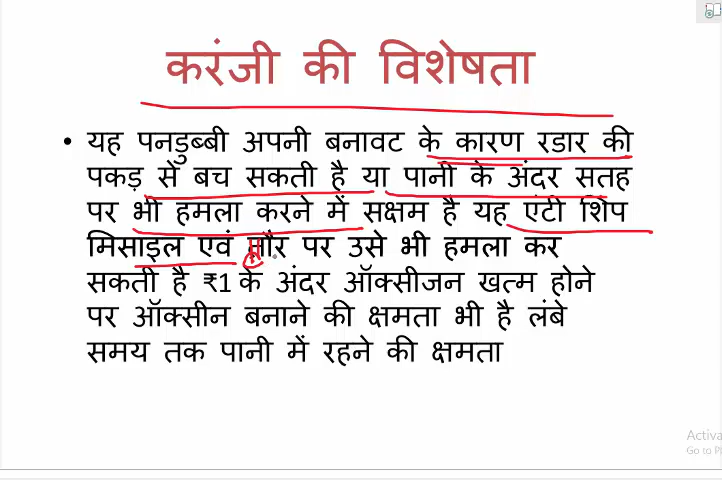 करंजी की विशेषता
• यह पनडुब्बी अपनी बनावट के कारण रडार की
पकड़ से बच सकती है या पानी के अंदर सतह
पर भी हमला करने में सक्षम है यह एंटी शिप
मिसाइल एवं और पर उसे भी हमला कर
सकती है ₹1 के अंदर ऑक्सीजन खत्म होने
पर ऑक्सीन बनाने की क्षमता भी है लंबे
समय तक पानी में रहने की क्षमता
Activa